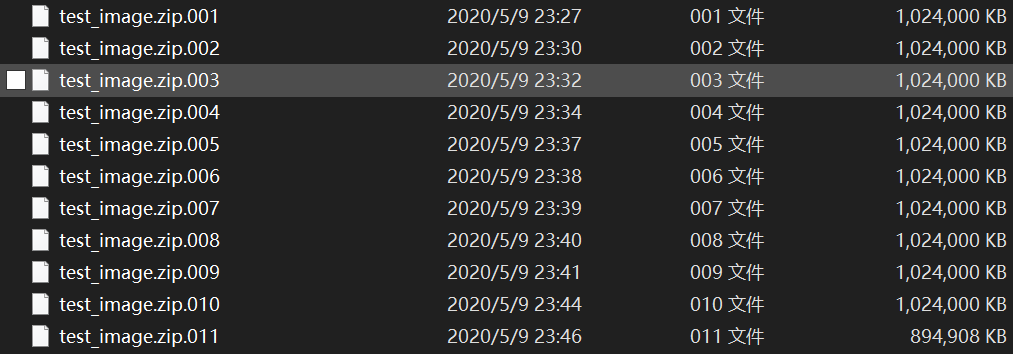 test_image.zip.001 2020/5/9 23:27 001 文件 1,024,000 KB
test_image.zip.002 2020/5/9 23:30 002 文件 1,024,000 KB
test_image.zip.003 2020/5/9 23:32 003 文件 1,024,000 KB
test_image.zip.004 2020/5/9 23:34 004 文件 1,024,000 KB
test_image.zip.005 2020/5/9 23:37 005 文件 1,024,000 KB
test_image.zip.006 2020/5/9 23:38 006 文件 1,024,000 KB
test_image.zip.007 2020/5/9 23:39 007 文件 1,024,000 KB
test_image.zip.008 2020/5/9 23:40 008 文件 1,024,000 KB
test_image.zip.009 2020/5/9 23:41 009 文件 1,024,000 KB
test_image.zip.010 2020/5/9 23:44 010 文件 1,024,000 KB
test_image.zip.011 2020/5/9 23:46 011 文件 894,908 KB